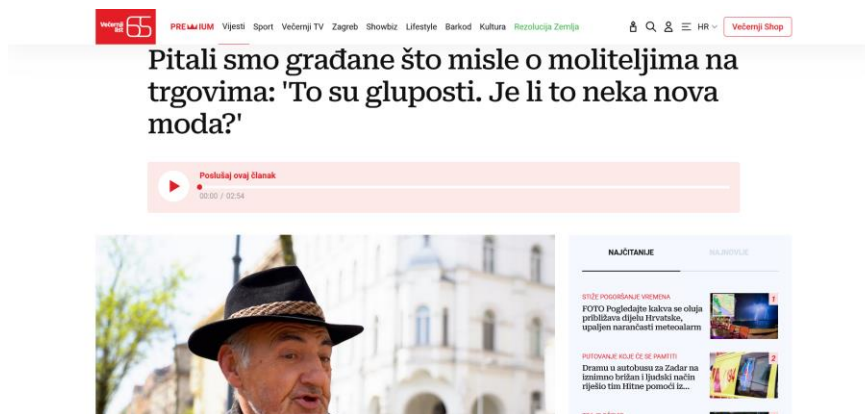 Večernji list 65
PREMIUM Vijesti Sport Večernji TV Zagreb Showbiz Lifestyle Barkod Kultura Rezolucija Zemlja HR Večernji Shop
Pitali smo građane što misle o moliteljima na
trgovima: 'To su gluposti. Je li to neka nova
moda?'
Poslušaj ovaj članak
00:00 / 02:54
NAJČITANIJE NAJNOVIJE
STIŽE POGORŠANJE VREMENA
FOTO Pogledajte kakva se oluja
približava dijelu Hrvatske,
upaljen narančasti meteoalarm
1
PUTOVANJE KOJE ĆE SE PAMTITI
Dramu u autobusu za Zadar na
iznimno brižan i ljudski način
riješio tim Hitne pomoći iz...
2